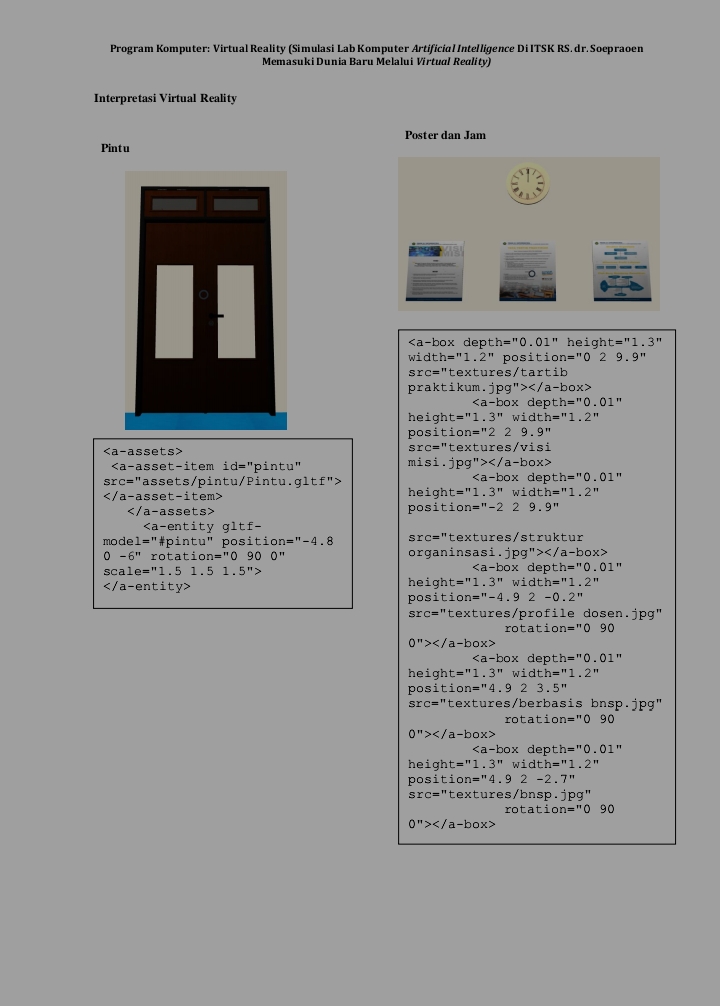 Program Komputer: Virtual Reality (Simulasi Lab Komputer Artificial Intelligence Di ITSK RS. dr. Soepraoen
Memasuki Dunia Baru Melalui Virtual Reality)
Interpretasi Virtual Reality
Pintu
<a-assets>
<a-asset-item id="pintu"
src="assets/pintu/Pintu.gltf">
</a-asset-item>
</a-assets>
<a-entity gltf-
model="#pintu" position="-4.8
0 -6" rotation="0 90 0"
scale="1.5 1.5 1.5">
</a-entity>
Poster dan Jam
<a-box depth="0.01" height="1.3"
width="1.2" position="0 2 9.9"
src="textures/tartib
praktikum.jpg"></a-box>
<a-box depth="0.01"
height="1.3" width="1.2"
position="2 2 9.9"
src="textures/visi
misi.jpg"></a-box>
<a-box depth="0.01"
height="1.3" width="1.2"
position="-2 2 9.9"
src="textures/struktur
organinsasi.jpg"></a-box>
<a-box depth="0.01"
height="1.3" width="1.2"
position="-4.9 2 -0.2"
src="textures/profile dosen.jpg"
rotation="0 90
0"></a-box>
<a-box depth="0.01"
height="1.3" width="1.2"
position="4.9 2 3.5"
src="textures/berbasis bnsp.jpg"
rotation="0 90
0"></a-box>
<a-box depth="0.01"
height="1.3" width="1.2"
position="4.9 2 -2.7"
src="textures/bnsp.jpg"
rotation="0 90
0"></a-box>